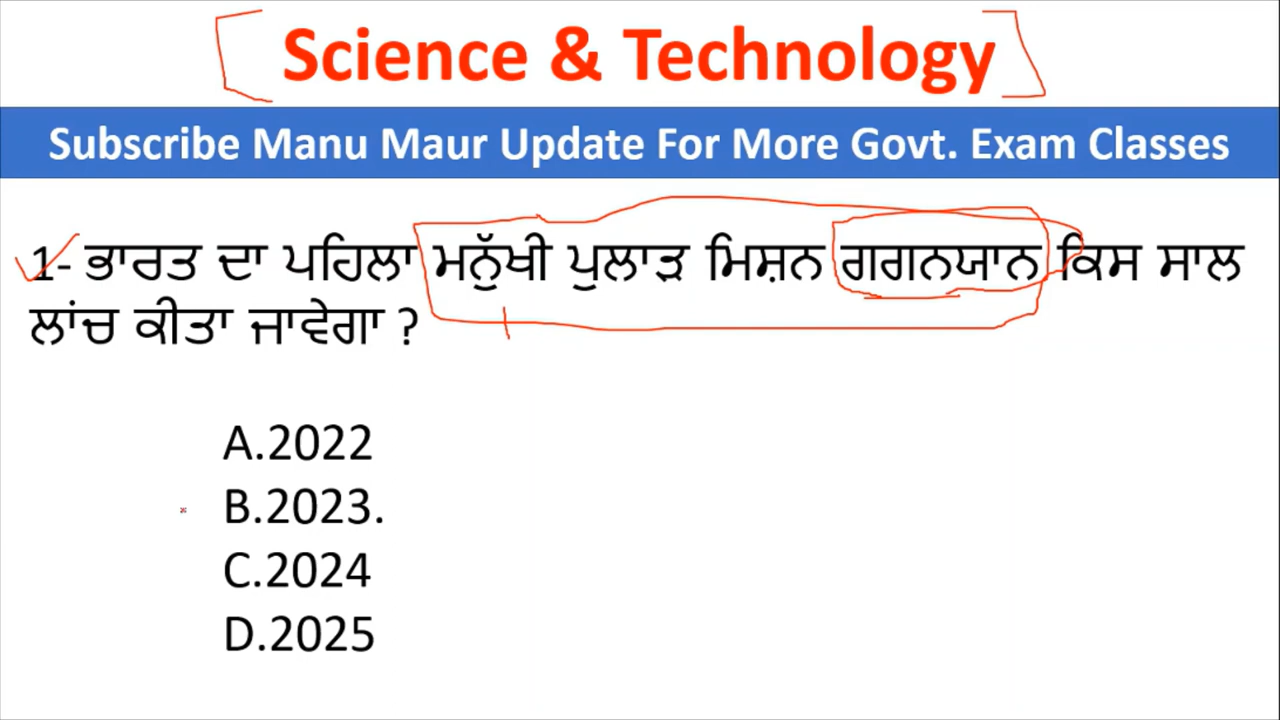 Science & Technology
Subscribe Manu Maur Update For More Govt. Exam Classes
1- ਭਾਰਤ ਦਾ ਪਹਿਲਾ ਮਨੁੱਖੀ ਪੁਲਾੜ ਮਿਸ਼ਨ ਗਗਨਯਾਨ ਕਿਸ ਸਾਲ
ਲਾਂਚ ਕੀਤਾ ਜਾਵੇਗਾ ?
A.2022
B.2023.
C.2024
D.2025